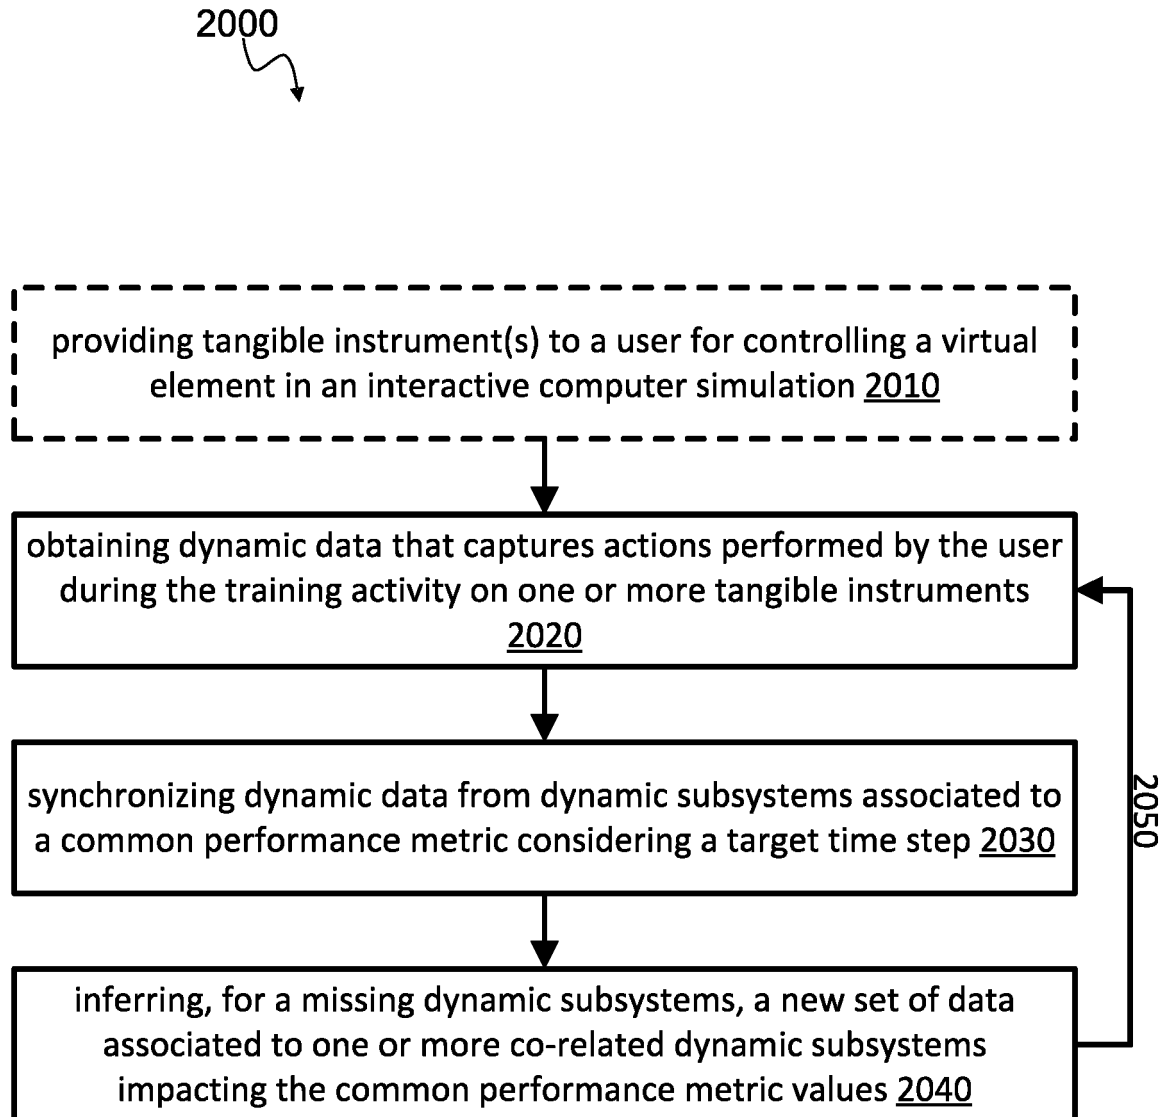 2000
providing tangible instrument(s) to a user for controlling a virtual
element in an interactive computer simulation 2010
obtaining dynamic data that captures actions performed by the user
during the training activity on one or more tangible instruments
2020
synchronizing dynamic data from dynamic subsystems associated to
a common performance metric considering a target time step 2030
2050
inferring, for a missing dynamic subsystems, a new set of data
associated to one or more co-related dynamic subsystems
impacting the common performance metric values 2040